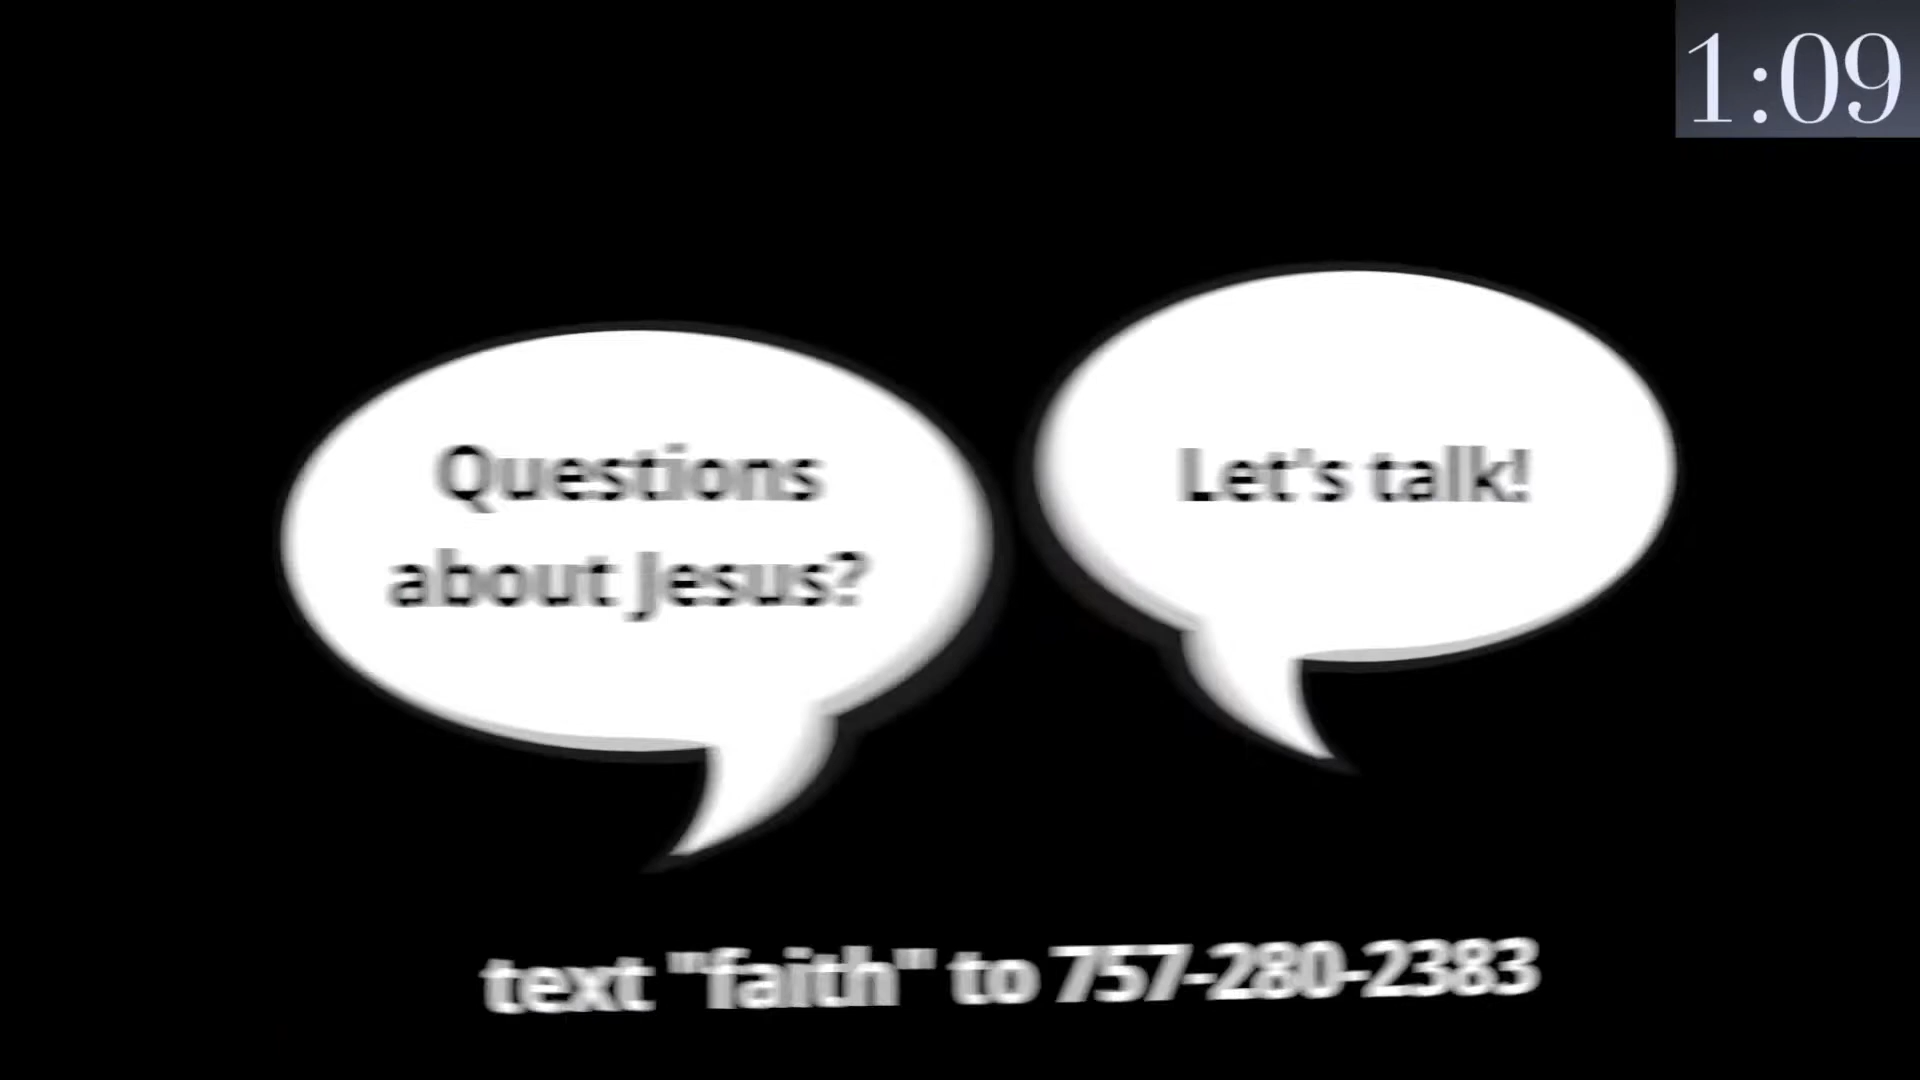 1:09
Questions
about Jesus?
Let's talk!
text "faith" to 757-280-2383